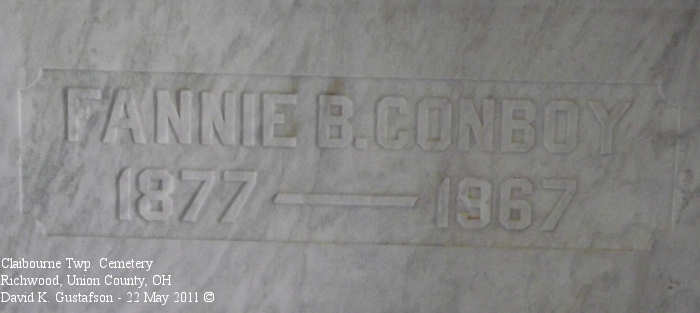 FANNIE B. CONBOY
1877 — 1967
Claibourne Twp. Cemetery
Richwood, Union County, OH
David K. Gustafson - 22 May 2011 ©